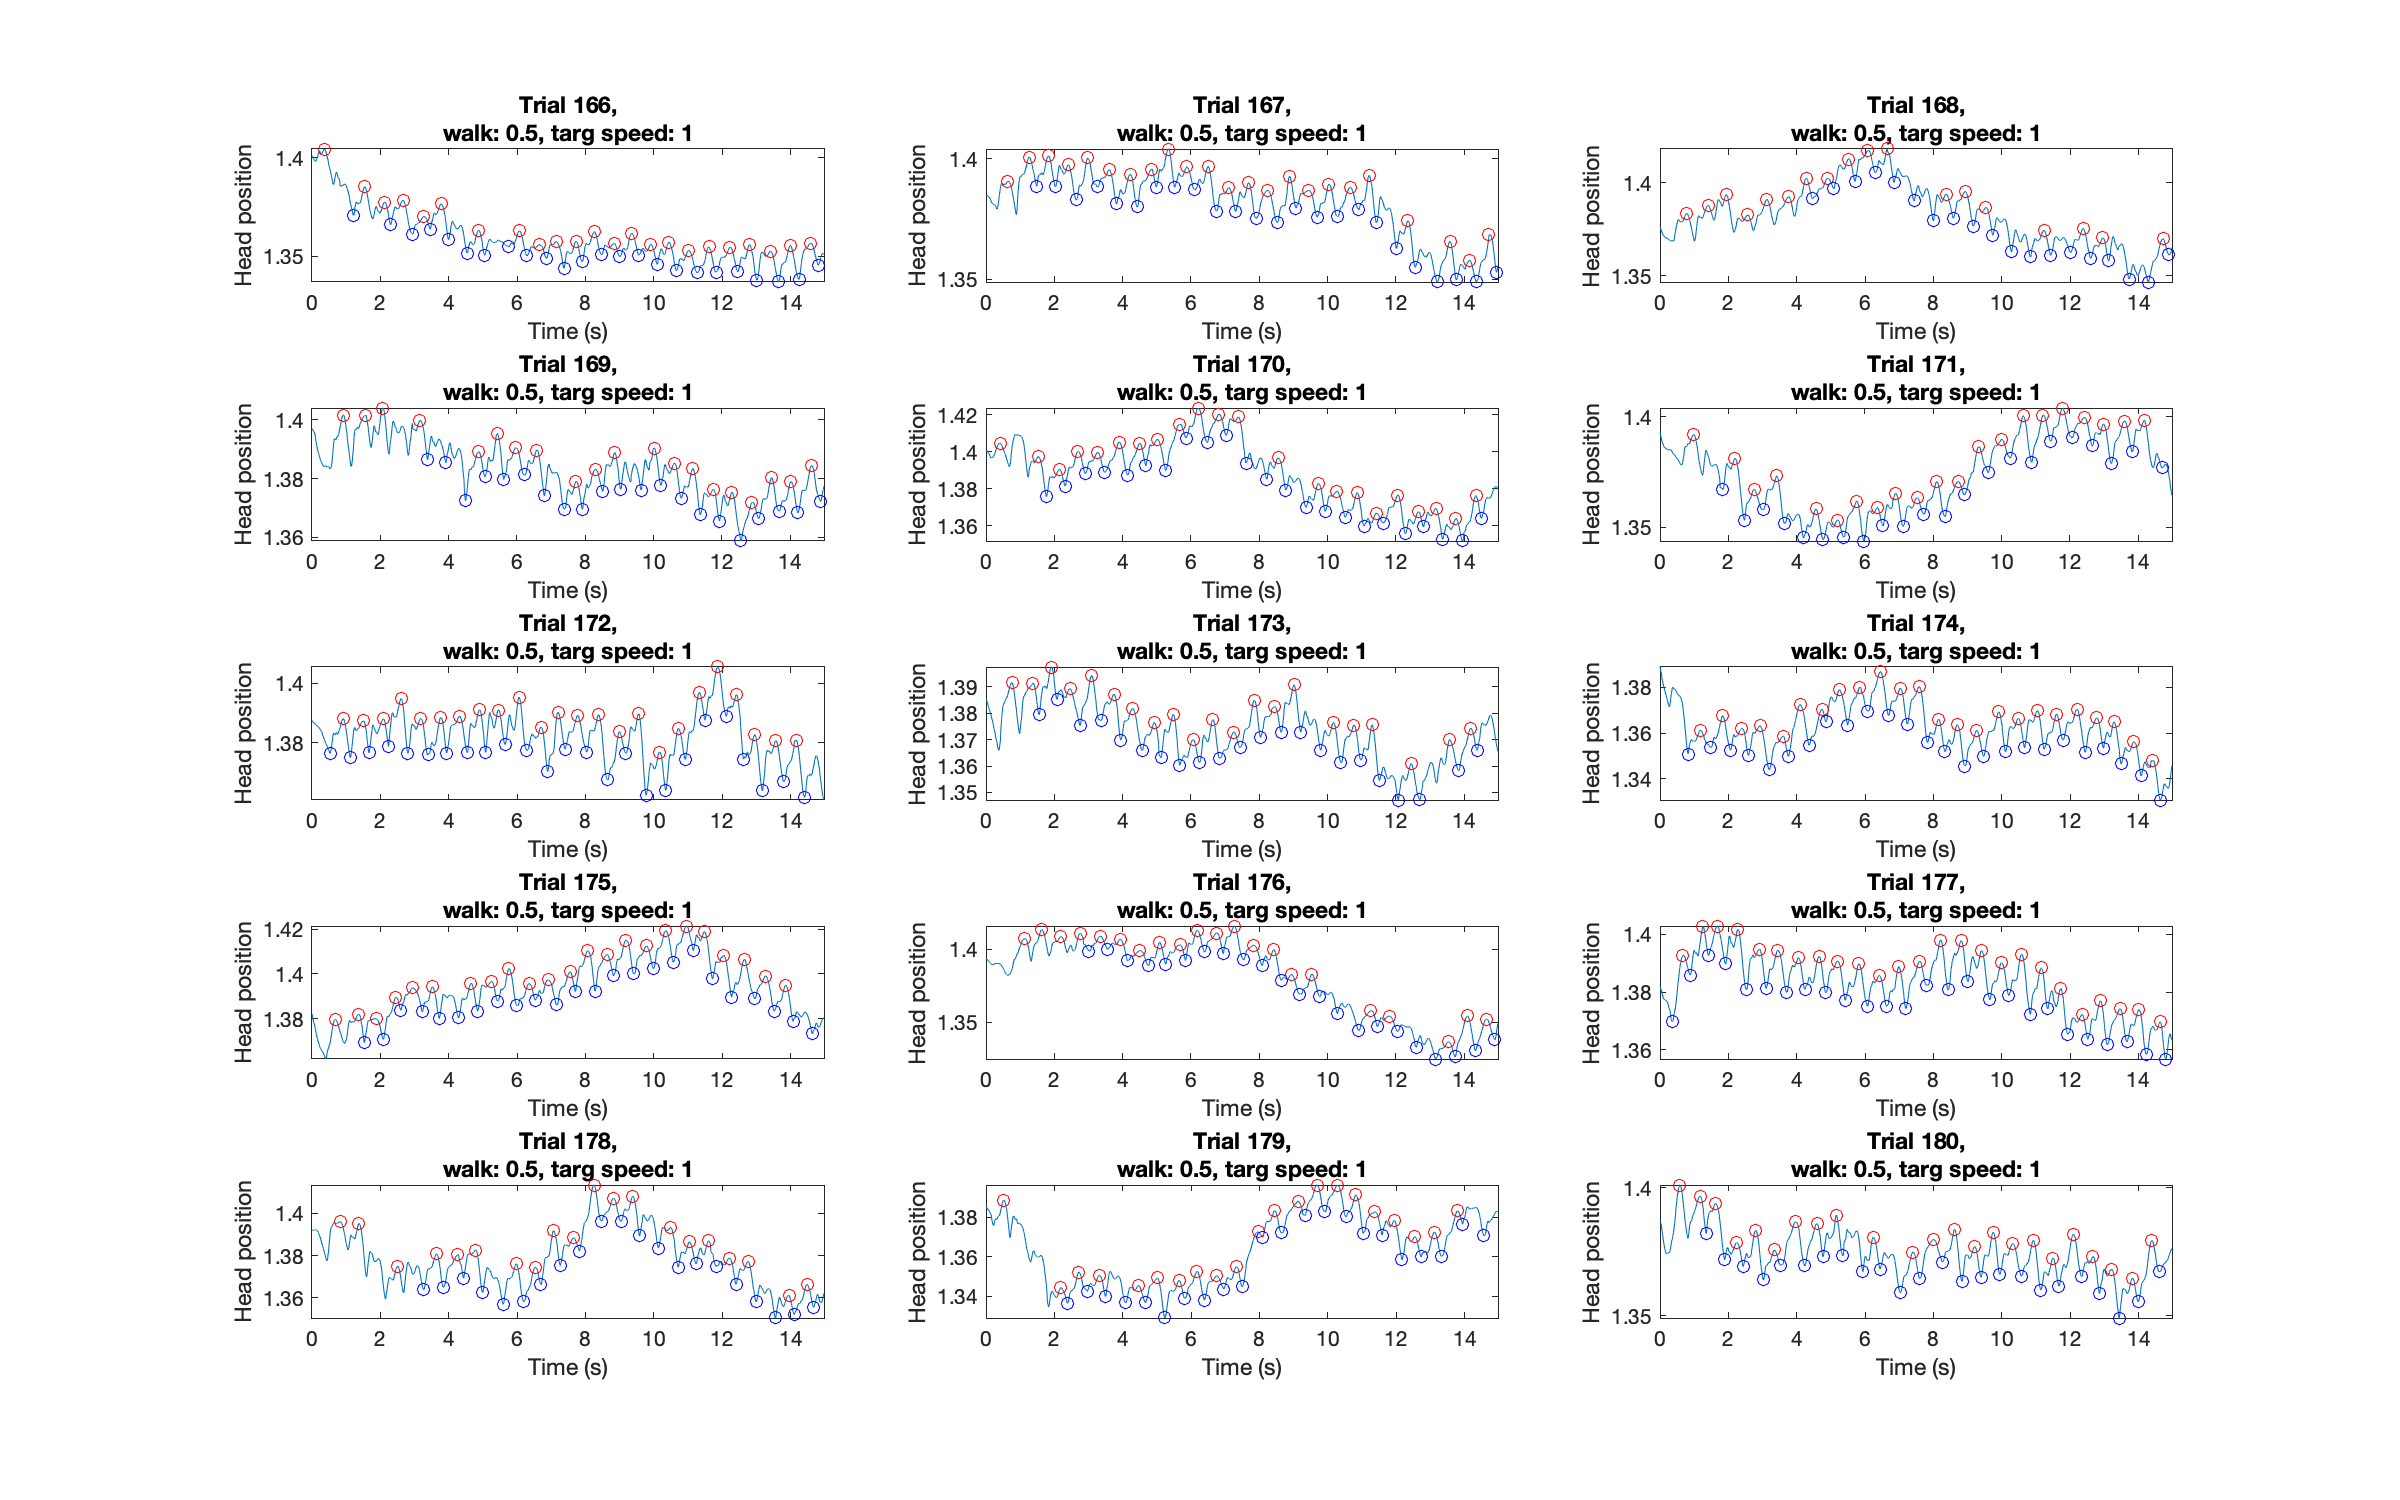 Trial 166,
walk: 0.5, targ speed: 1
Head position
1.4
1.35
0 2 4 6 8 10 12 14
Time (s)
Trial 167,
walk: 0.5, targ speed: 1
Head position
1.4
1.35
0 2 4 6 8 10 12 14
Time (s)
Trial 168,
walk: 0.5, targ speed: 1
Head position
1.4
1.35
0 2 4 6 8 10 12 14
Time (s)
Trial 169,
walk: 0.5, targ speed: 1
Head position
1.4
1.38
1.36
0 2 4 6 8 10 12 14
Time (s)
Trial 170,
walk: 0.5, targ speed: 1
Head position
1.42
1.4
1.38
1.36
0 2 4 6 8 10 12 14
Time (s)
Trial 171,
walk: 0.5, targ speed: 1
Head position
1.4
1.35
0 2 4 6 8 10 12 14
Time (s)
Trial 172,
walk: 0.5, targ speed: 1
Head position
1.4
1.38
0 2 4 6 8 10 12 14
Time (s)
Trial 173,
walk: 0.5, targ speed: 1
Head position
1.39
1.38
1.37
1.36
1.35
0 2 4 6 8 10 12 14
Time (s)
Trial 174,
walk: 0.5, targ speed: 1
Head position
1.38
1.36
1.34
0 2 4 6 8 10 12 14
Time (s)
Trial 175,
walk: 0.5, targ speed: 1
Head position
1.42
1.4
1.38
0 2 4 6 8 10 12 14
Time (s)
Trial 176,
walk: 0.5, targ speed: 1
Head position
1.4
1.35
0 2 4 6 8 10 12 14
Time (s)
Trial 177,
walk: 0.5, targ speed: 1
Head position
1.4
1.38
1.36
0 2 4 6 8 10 12 14
Time (s)
Trial 178,
walk: 0.5, targ speed: 1
Head position
1.4
1.38
1.36
0 2 4 6 8 10 12 14
Time (s)
Trial 179,
walk: 0.5, targ speed: 1
Head position
1.38
1.36
1.34
0 2 4 6 8 10 12 14
Time (s)
Trial 180,
walk: 0.5, targ speed: 1
Head position
1.4
1.35
0 2 4 6 8 10 12 14
Time (s)